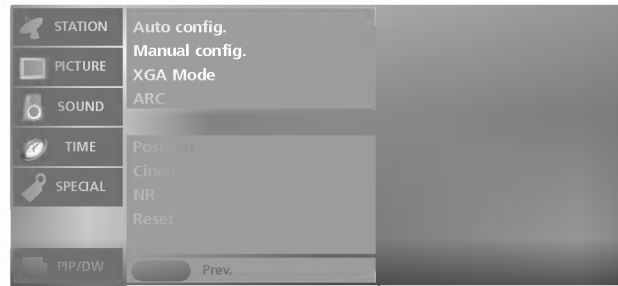 STATION
PICTURE
SOUND
TIME
SPECIAL
PIP/DW
Auto config.
Manual config.
XGA Mode
ARC
Position
Cinema
NR
Reset
Prev.